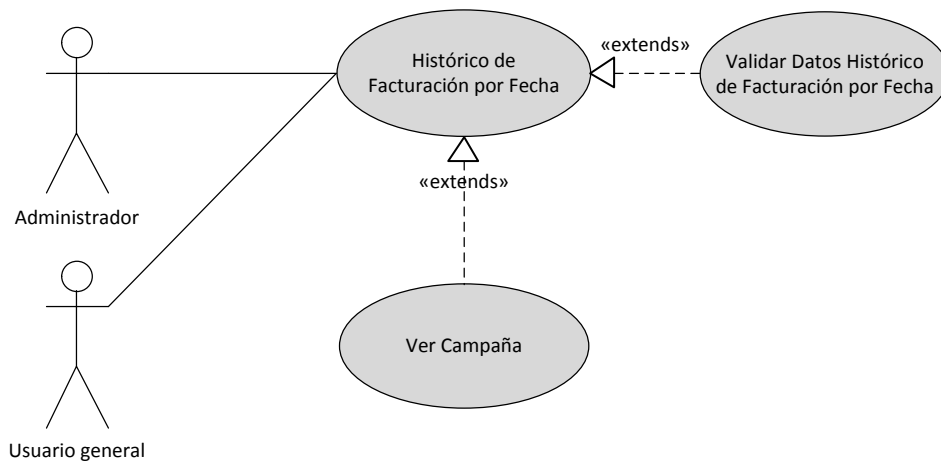 Histórico de
Facturación por Fecha
«extends»
Validar Datos Histórico
de Facturación por Fecha
«extends»
Administrador
Ver Campaña
Usuario general